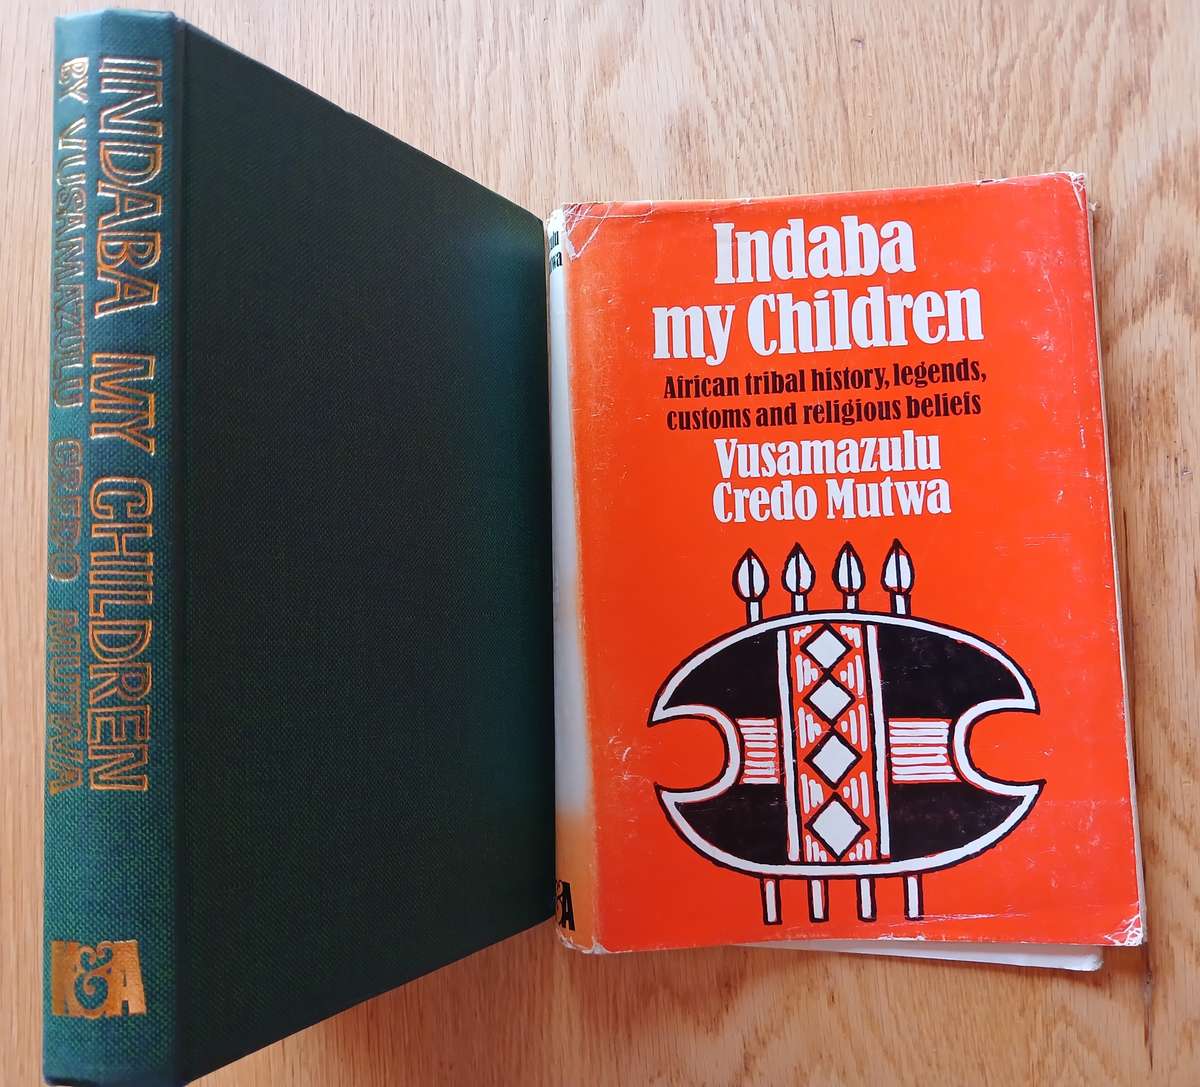 INDABA MY CHILDREN
BY VUSAMAZZULU CREDO MUTWA
K&A
Indaba
my Children
African tribal history, legends,
customs and religious beliefs
Vusamazulu
Credo Mutwa
&A